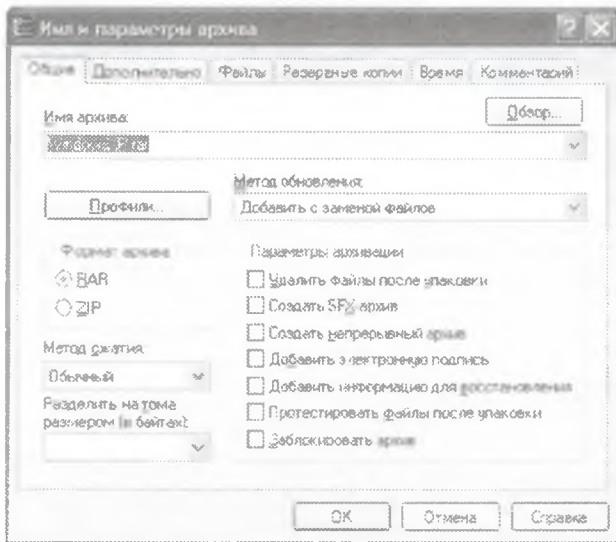 Имя и параметры архива
Общие Дополнительно Файлы Резервные копии Время Комментарий
Имя архива:
Обзор...
Метод обновления:
Профили...
Добавить с заменой файлов
Формат архива
Параметры архивации
RAR
Удалить файлы после упаковки
ZIP
Создать SFX-архив
Создать непрерывный архив
Метод сжатия:
Добавить электронную подпись
Обычный
Добавить информацию для восстановления
Разделить на тома
размером (в байтах):
Протестировать файлы после упаковки
Заблокировать архив
OK Отмена Справка